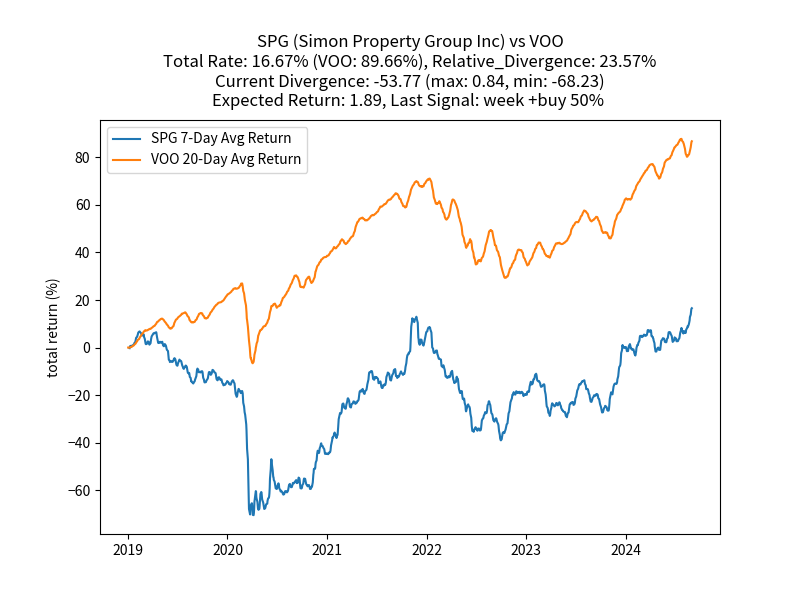 SPG (Simon Property Group Inc) vs VOO
Total Rate: 16.67% (VOO: 89.66%), Relative_Divergence: 23.57%
Current Divergence: -53.77 (max: 0.84, min: -68.23)
Expected Return: 1.89, Last Signal: week +buy 50%
SPG 7-Day Avg Return
VOO 20-Day Avg Return
total return (%)
80
60
40
20
0
−20
−40
−60
2019 2020 2021 2022 2023 2024